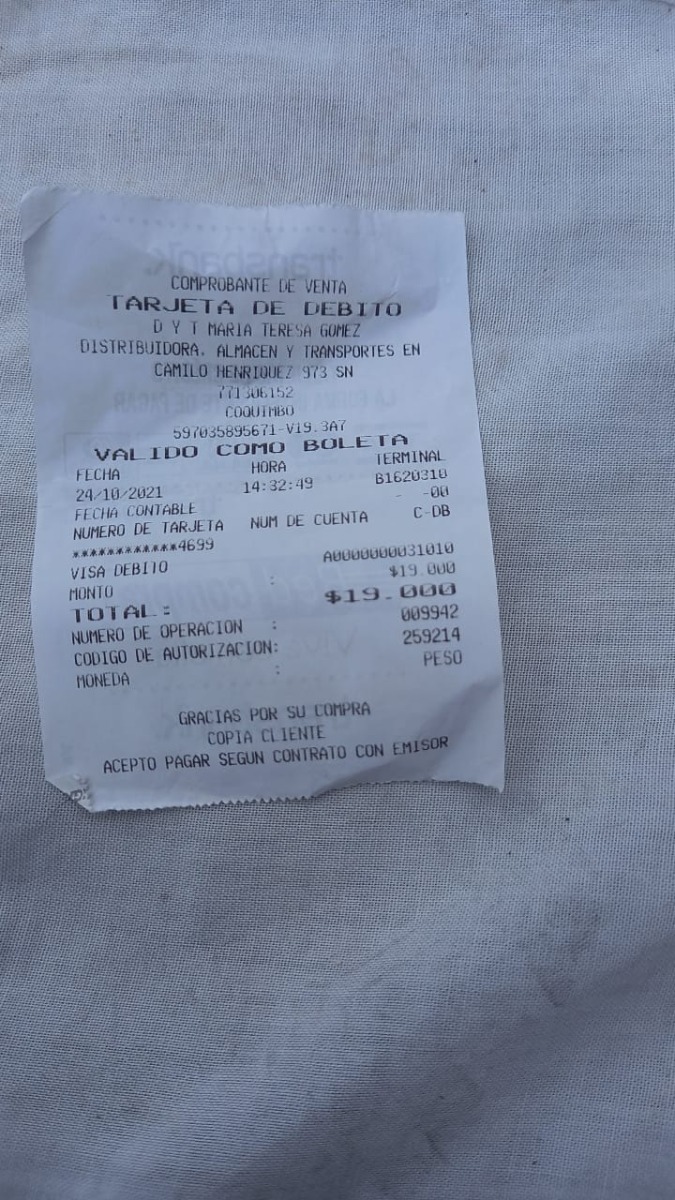 COMPROBANTE DE VENTA
TARJETA DE DEBITO
D Y T MARIA TERESA GOMEZ
DISTRIBUIDORA, ALMACEN Y TRANSPORTES EN
CAMILO HENRIQUEZ 973 SN
771306152
COQUIMBO
597035895671-V19.3A7
VALIDO COMO BOLETA
FECHA HORA TERMINAL
24/10/2021 14:32:49 B1620310
FECHA CONTABLE - -00
NUMERO DE TARJETA NUM DE CUENTA C-DB
************4699
VISA DEBITO A0000000031010
MONTO : $19.000
TOTAL: $19.000
NUMERO DE OPERACION : 009942
CODIGO DE AUTORIZACION: 259214
MONEDA : PESO
GRACIAS POR SU COMPRA
COPIA CLIENTE
ACEPTO PAGAR SEGUN CONTRATO CON EMISOR